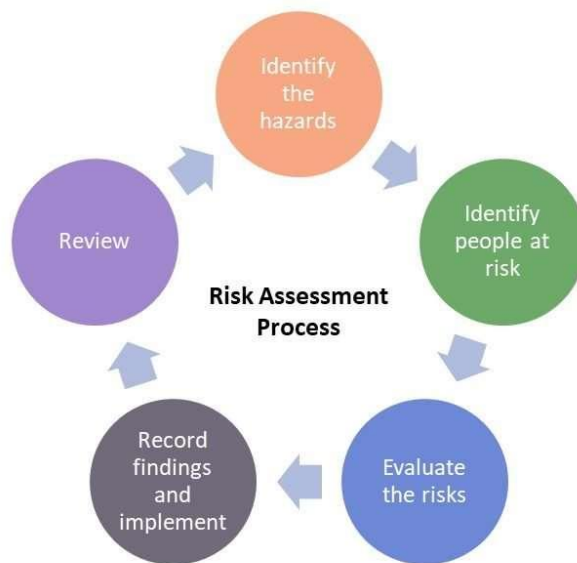 Identify
the
hazards
Identify
people at
risk
Evaluate
the risks
Record
findings
and
implement
Review
Risk Assessment
Process